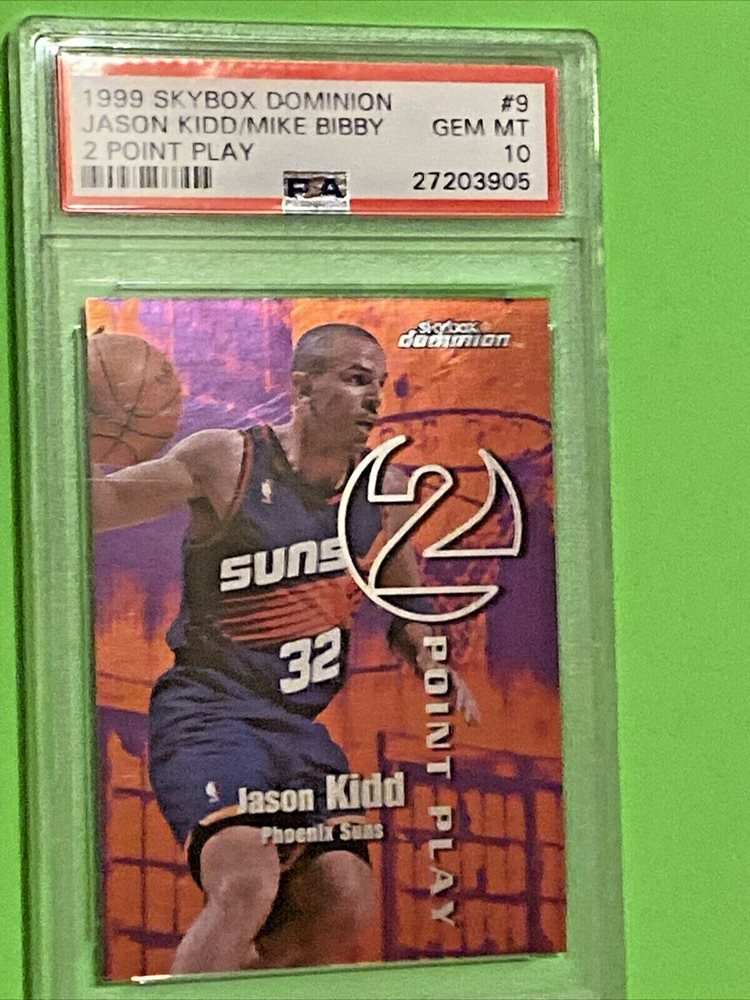 1999 SKYBOX DOMINION #9
JASON KIDD/MIKE BIBBY GEM MT
2 POINT PLAY 10
PSA 27203905
skybox
dominion
2
POINT PLAY
SUNS
32
Jason Kidd
Phoenix Suns